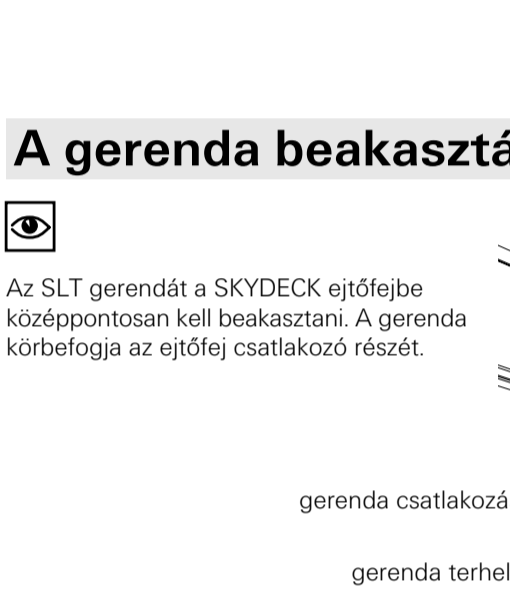 A gerenda beakasztá
Az SLT gerendát a SKYDECK ejtőfejbe
középpontosan kell beakasztani. A gerenda
körbefogja az ejtőfej csatlakozó részét.
gerenda csatlakozá
gerenda terhel